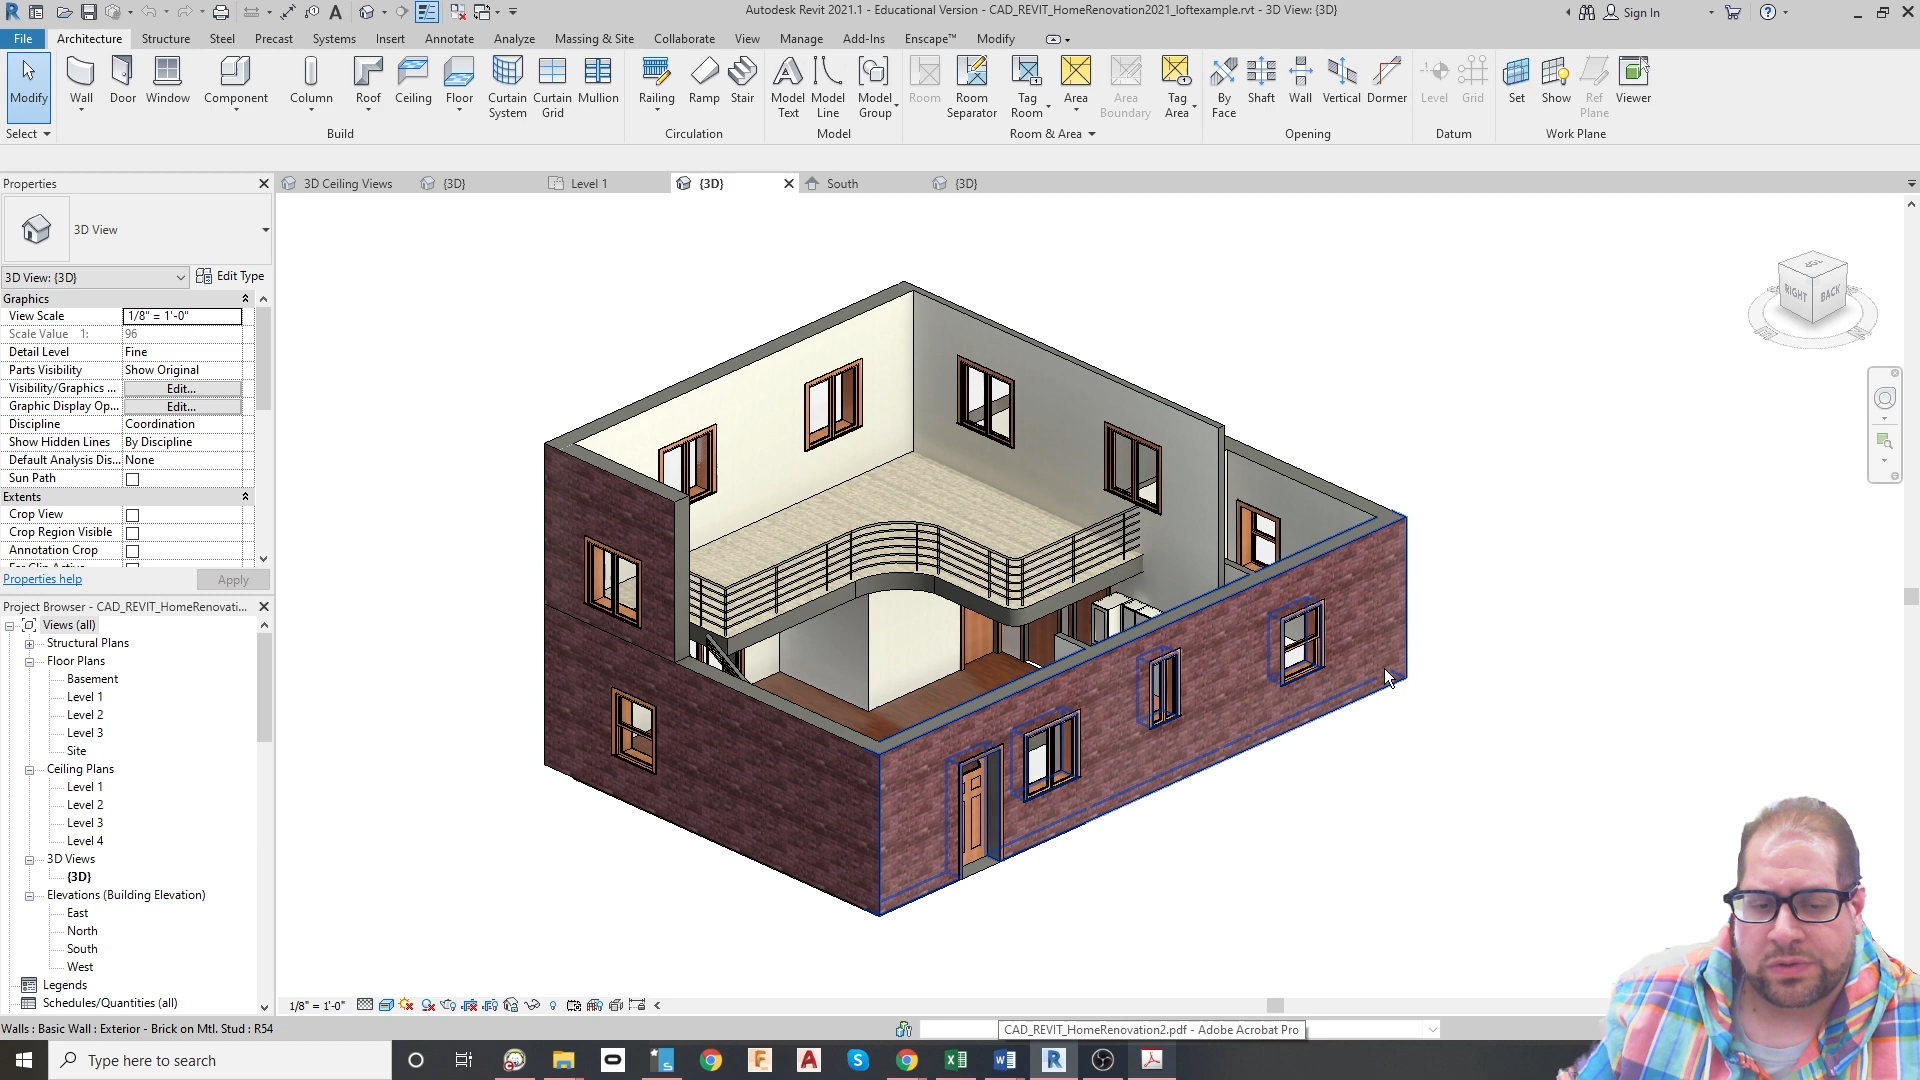 Autodesk Revit 2021.1 - Educational Version - CAD_REVIT_HomeRenovation2021_loftexample.rvt - 3D View: {3D}
Sign In
File Architecture Structure Steel Precast Systems Insert Annotate Analyze Massing & Site Collaborate View Manage Add-Ins Enscape™ Modify
Modify Wall Door Window Component Column Roof Ceiling Floor Curtain System Curtain Grid Mullion Railing Ramp Stair Model Text Model Line Model Group Room Room Separator Tag Room Area Area Boundary Tag Area By Face Shaft Wall Vertical Dormer Level Grid Set Show Ref Plane Viewer
Select Build Circulation Model Room & Area Opening Datum Work Plane
Properties
3D Ceiling Views {3D} Level 1 {3D} South {3D}
3D View
3D View: {3D} Edit Type
Graphics
View Scale 1/8" = 1'-0"
Scale Value 1: 96
Detail Level Fine
Parts Visibility Show Original
Visibility/Graphics ... Edit...
Graphic Display Op... Edit...
Discipline Coordination
Show Hidden Lines By Discipline
Default Analysis Dis... None
Sun Path
Extents
Crop View
Crop Region Visible
Annotation Crop
Properties help Apply
Project Browser - CAD_REVIT_HomeRenovati...
Views (all)
Structural Plans
Floor Plans
Basement
Level 1
Level 2
Level 3
Site
Ceiling Plans
Level 1
Level 2
Level 3
Level 4
3D Views
{3D}
Elevations (Building Elevation)
East
North
South
West
Legends
Schedules/Quantities (all)
RIGHT BACK
1/8" = 1'-0"
Walls : Basic Wall : Exterior - Brick on Mtl. Stud : R54
CAD_REVIT_HomeRenovation2.pdf - Adobe Acrobat Pro
Type here to search